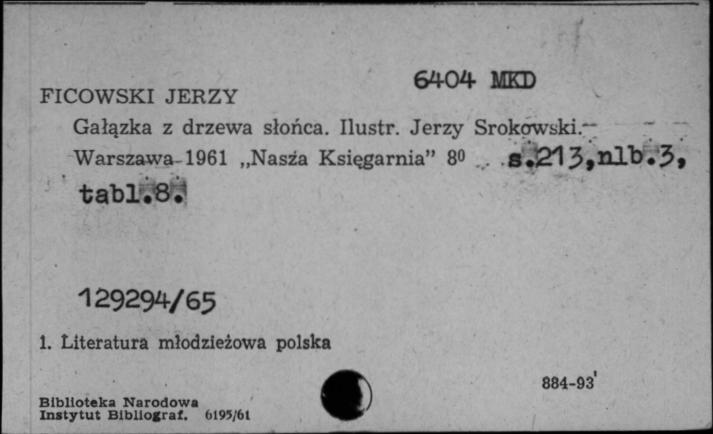 6404 MKD
FICOWSKI JERZY
Gałązka z drzewa słońca. Ilustr. Jerzy Srokowski.—
Warszawa 1961 „Nasza Księgarnia” 8⁰ s.213,nlb.3,
tabl.8.
129294/65
1. Literatura młodzieżowa polska
884-93'
Biblioteka Narodowa
Instytut Bibliograf. 6195/61